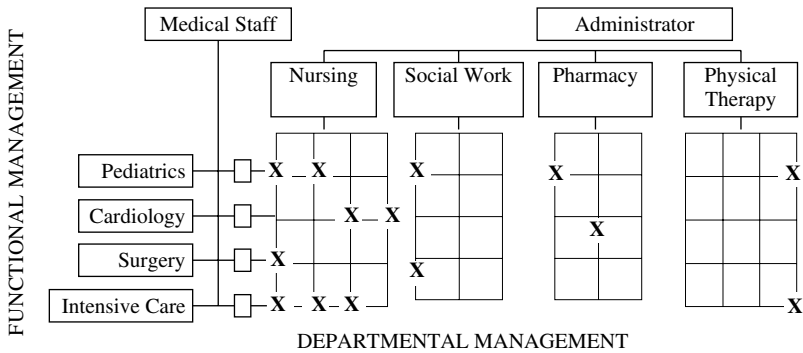 Medical Staff
Administrator
FUNCTIONAL MANAGEMENT
Nursing
Social Work
Pharmacy
Physical
Therapy
Pediatrics X X X X X
Cardiology X X X
Surgery X X
Intensive Care X X X X
DEPARTMENTAL MANAGEMENT